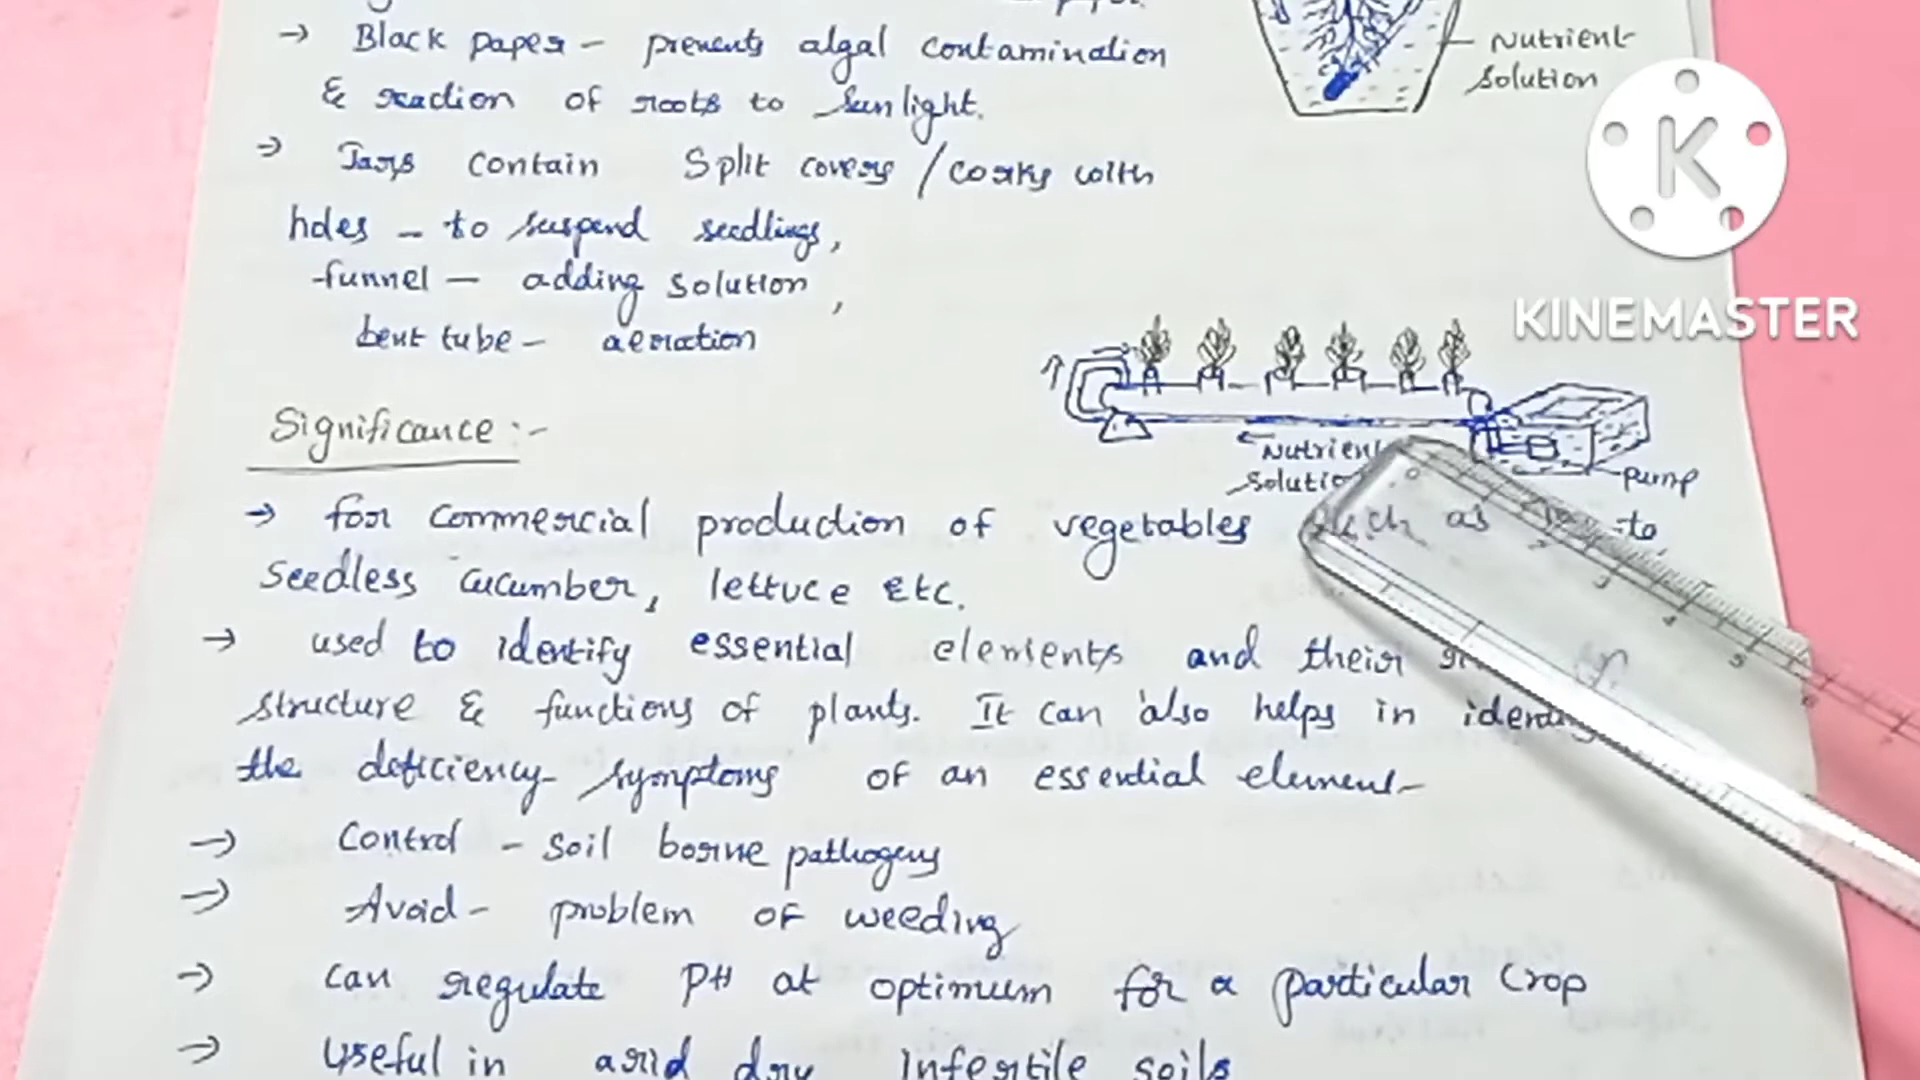 → Black paper - prevents algal contamination
& reaction of roots to sunlight.
→ Jars contain Split covers / corks with
holes - to suspend seedlings,
funnel - adding solution,
bent tube - aeration
Nutrient
solution
KINEMASTER
Nutrient
Solution
pump
Significance :-
→ for commercial production of vegetables such as to,
seedless cucumber, lettuce Etc.
→ used to identify essential elements and their in
structure & functions of plants. It can also helps in
the deficiency symptoms of an essential element
→ Control - soil borne pathogens
→ Avoid - problem of weeding
→ can regulate PH at optimum for a particular Crop
→ Useful in arid dry infertile soils